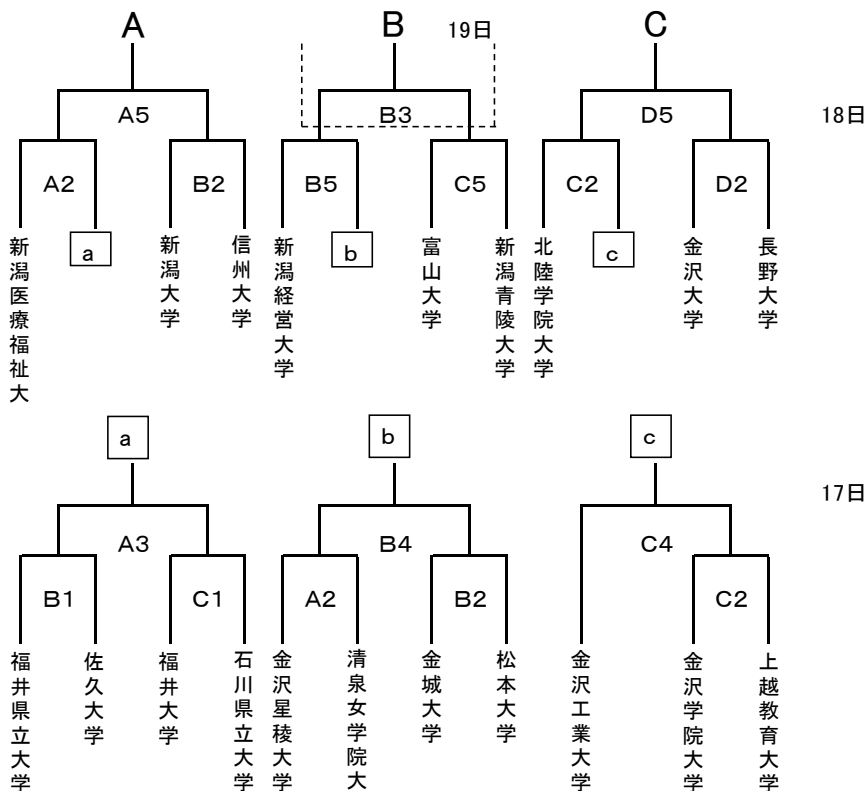 A B 19日 C
A5 B3 D5 18日
A2 B2 B5 C5 C2 D2
新潟医療福祉大
a
新潟大学
信州大学
新潟経営大学
b
富山大学
新潟青陵大学
北陸学院大学
c
金沢大学
長野大学
a b c
17日
A3 B4 C4
B1 C1 A2 B2 C2
福井県立大学
佐久大学
福井大学
石川県立大学
金沢星稜大学
清泉女学院大
金城大学
松本大学
金沢工業大学
金沢学院大学
上越教育大学